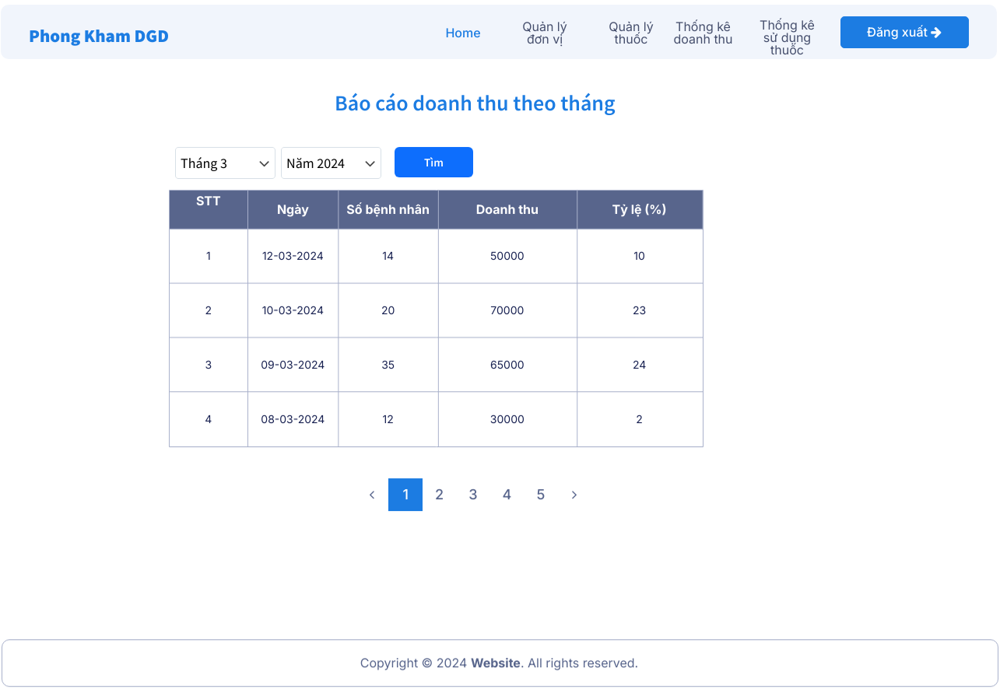 Phong Kham DGD
Home
Quản lý
đơn vị
Quản lý
thuốc
Thống kê
doanh thu
Thống kê
sử dụng
thuốc
Đăng xuất
Báo cáo doanh thu theo tháng
Tháng 3
Năm 2024
Tìm
STT Ngày Số bệnh nhân Doanh thu Tỷ lệ (%)
1 12-03-2024 14 50000 10
2 10-03-2024 20 70000 23
3 09-03-2024 35 65000 24
4 08-03-2024 12 30000 2
1 2 3 4 5
Copyright © 2024 Website. All rights reserved.